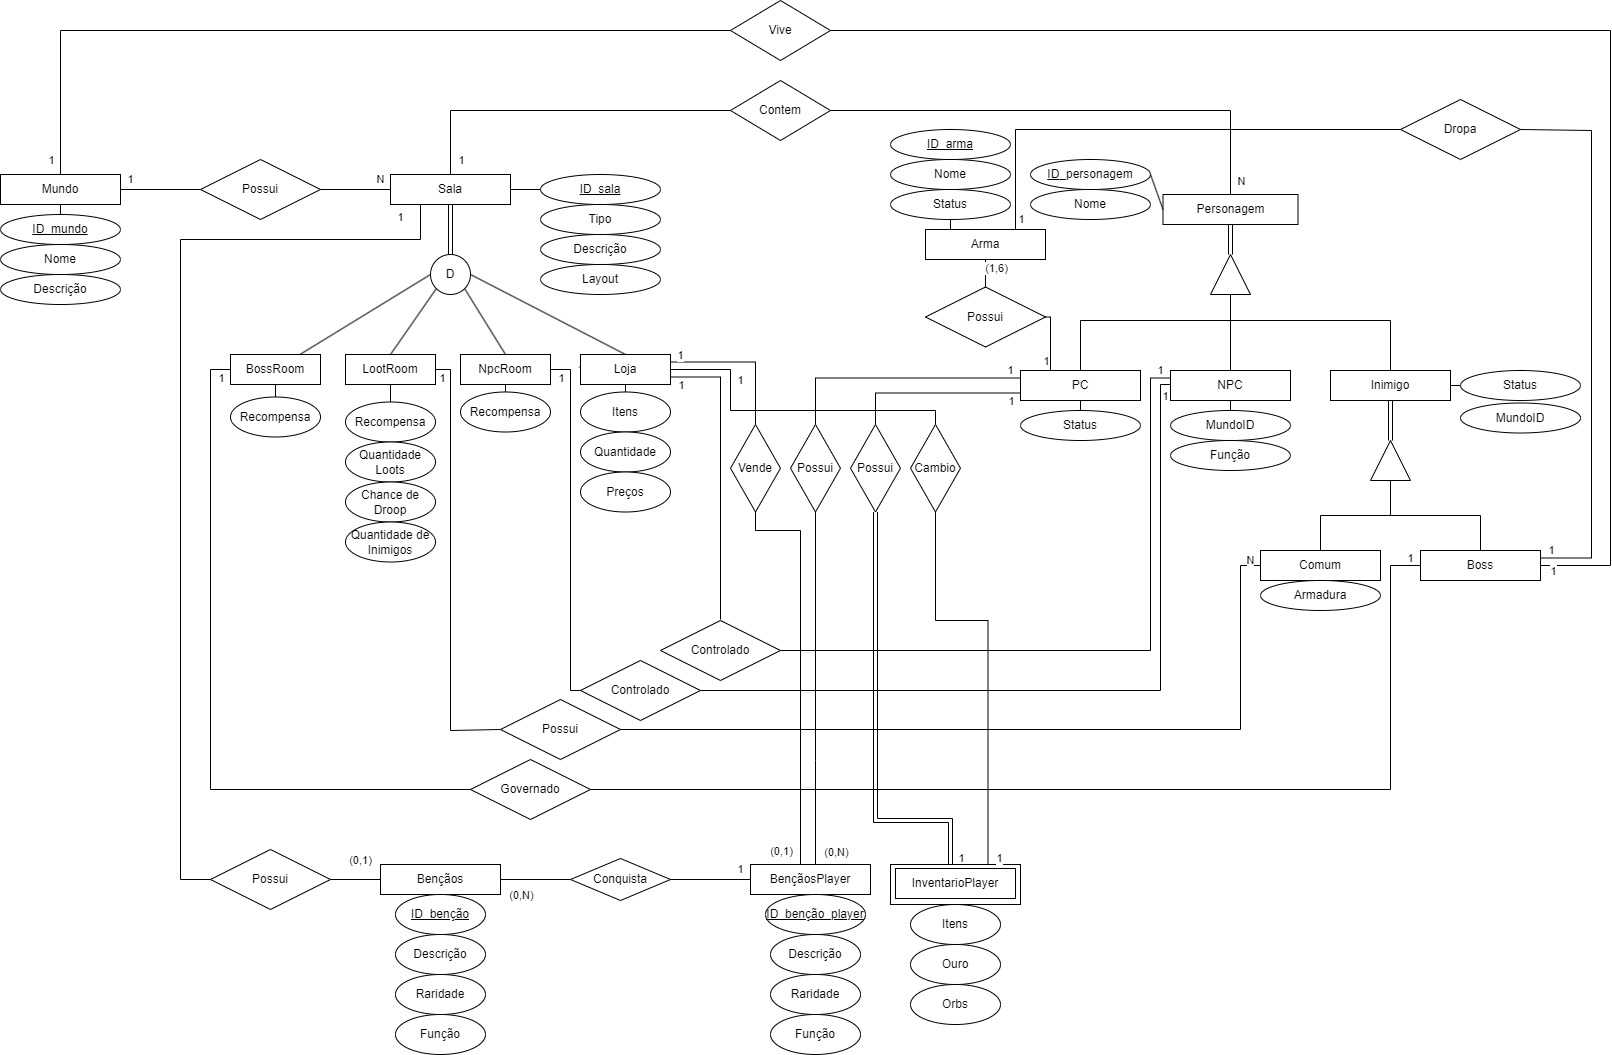 Vive
Contem
Dropa
1
1
Mundo
1
Possui
N
Sala
1
ID_mundo
Nome
Descrição
ID_sala
Tipo
Descrição
Layout
D
ID_arma
Nome
Status
1
Arma
(1,6)
Possui
1
ID_personagem
Nome
N
Personagem
BossRoom
1
Recompensa
LootRoom
1
Recompensa
Quantidade
Loots
Chance de
Droop
Quantidade de
Inimigos
NpcRoom
1
Recompensa
Loja
1
1
1
Itens
Quantidade
Preços
Vende
Possui
Possui
Cambio
1
1
PC
Status
1
1
NPC
MundoID
Função
Inimigo
Status
MundoID
N
Comum
Armadura
1
Boss
1
1
Controlado
Controlado
Possui
Governado
Possui
(0,1)
Bençãos
(0,N)
Conquista
1
(0,1)
(0,N)
BençãosPlayer
1
1
InventarioPlayer
ID_benção
Descrição
Raridade
Função
ID_benção_player
Descrição
Raridade
Função
Itens
Ouro
Orbs